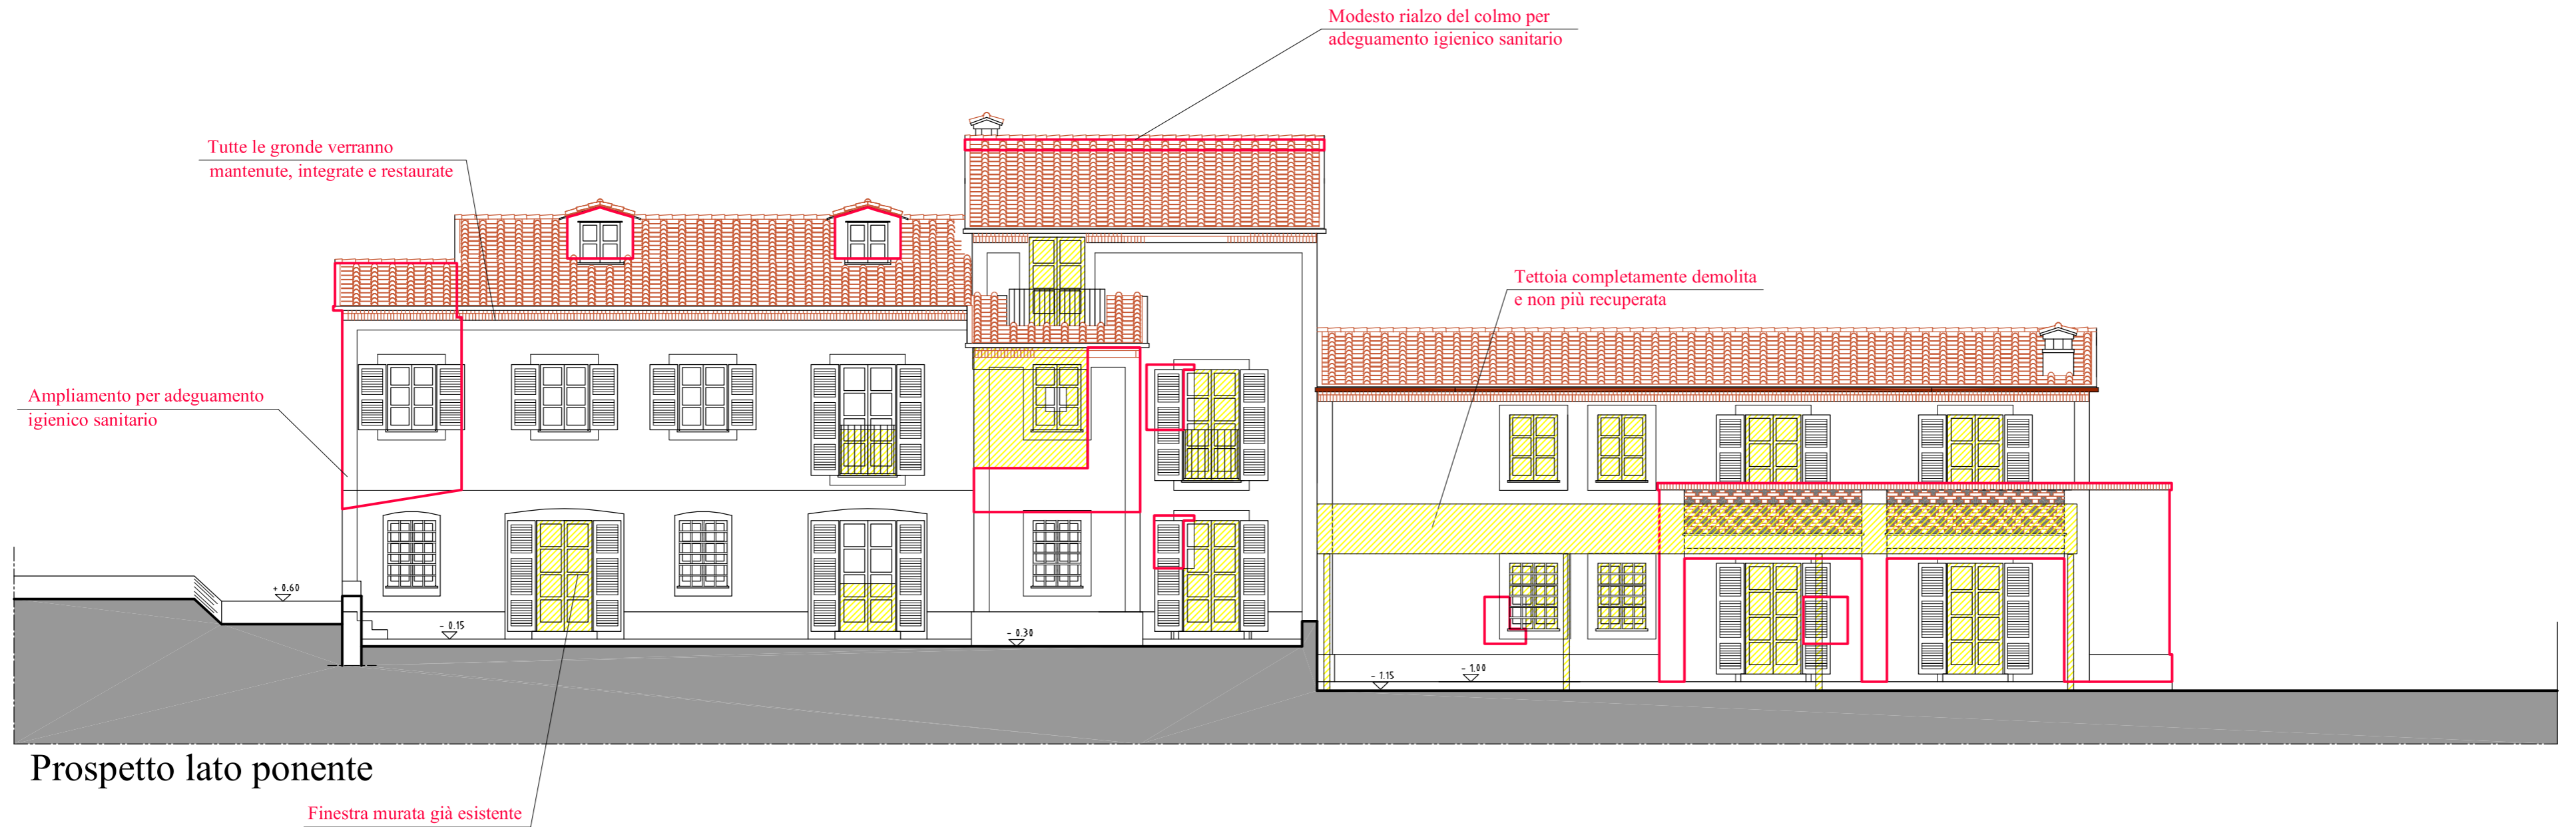 Modesto rialzo del colmo per
adeguamento igienico sanitario
Tutte le gronde verranno
mantenute, integrate e restaurate
Tettoia completamente demolita
e non più recuperata
Ampliamento per adeguamento
igienico sanitario
+ 0.60
- 0.15
- 0.30
- 1.15
- 1.00
Prospetto lato ponente
Finestra murata già esistente